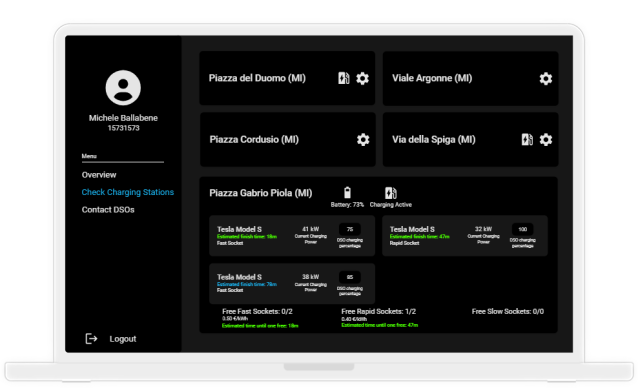 Michele Ballabene
15731573
Menu
Overview
Check Charging Stations
Contact DSOs
Logout
Piazza del Duomo (MI)
Viale Argonne (MI)
Piazza Cordusio (MI)
Via della Spiga (MI)
Piazza Gabrio Piola (MI)
Battery: 73%
Charging Active
Tesla Model S
Estimated finish time: 18m
Fast Socket
41 kW
Current Charging
Power
75
DSO charging
percentage
Tesla Model S
Estimated finish time: 47m
Rapid Socket
32 kW
Current Charging
Power
100
DSO charging
percentage
Tesla Model S
Estimated finish time: 78m
Fast Socket
38 kW
Current Charging
Power
85
DSO charging
percentage
Free Fast Sockets: 0/2
0.50 €/kWh
Estimated time until one free: 18m
Free Rapid Sockets: 1/2
0.40 €/kWh
Estimated time until one free: 47m
Free Slow Sockets: 0/0